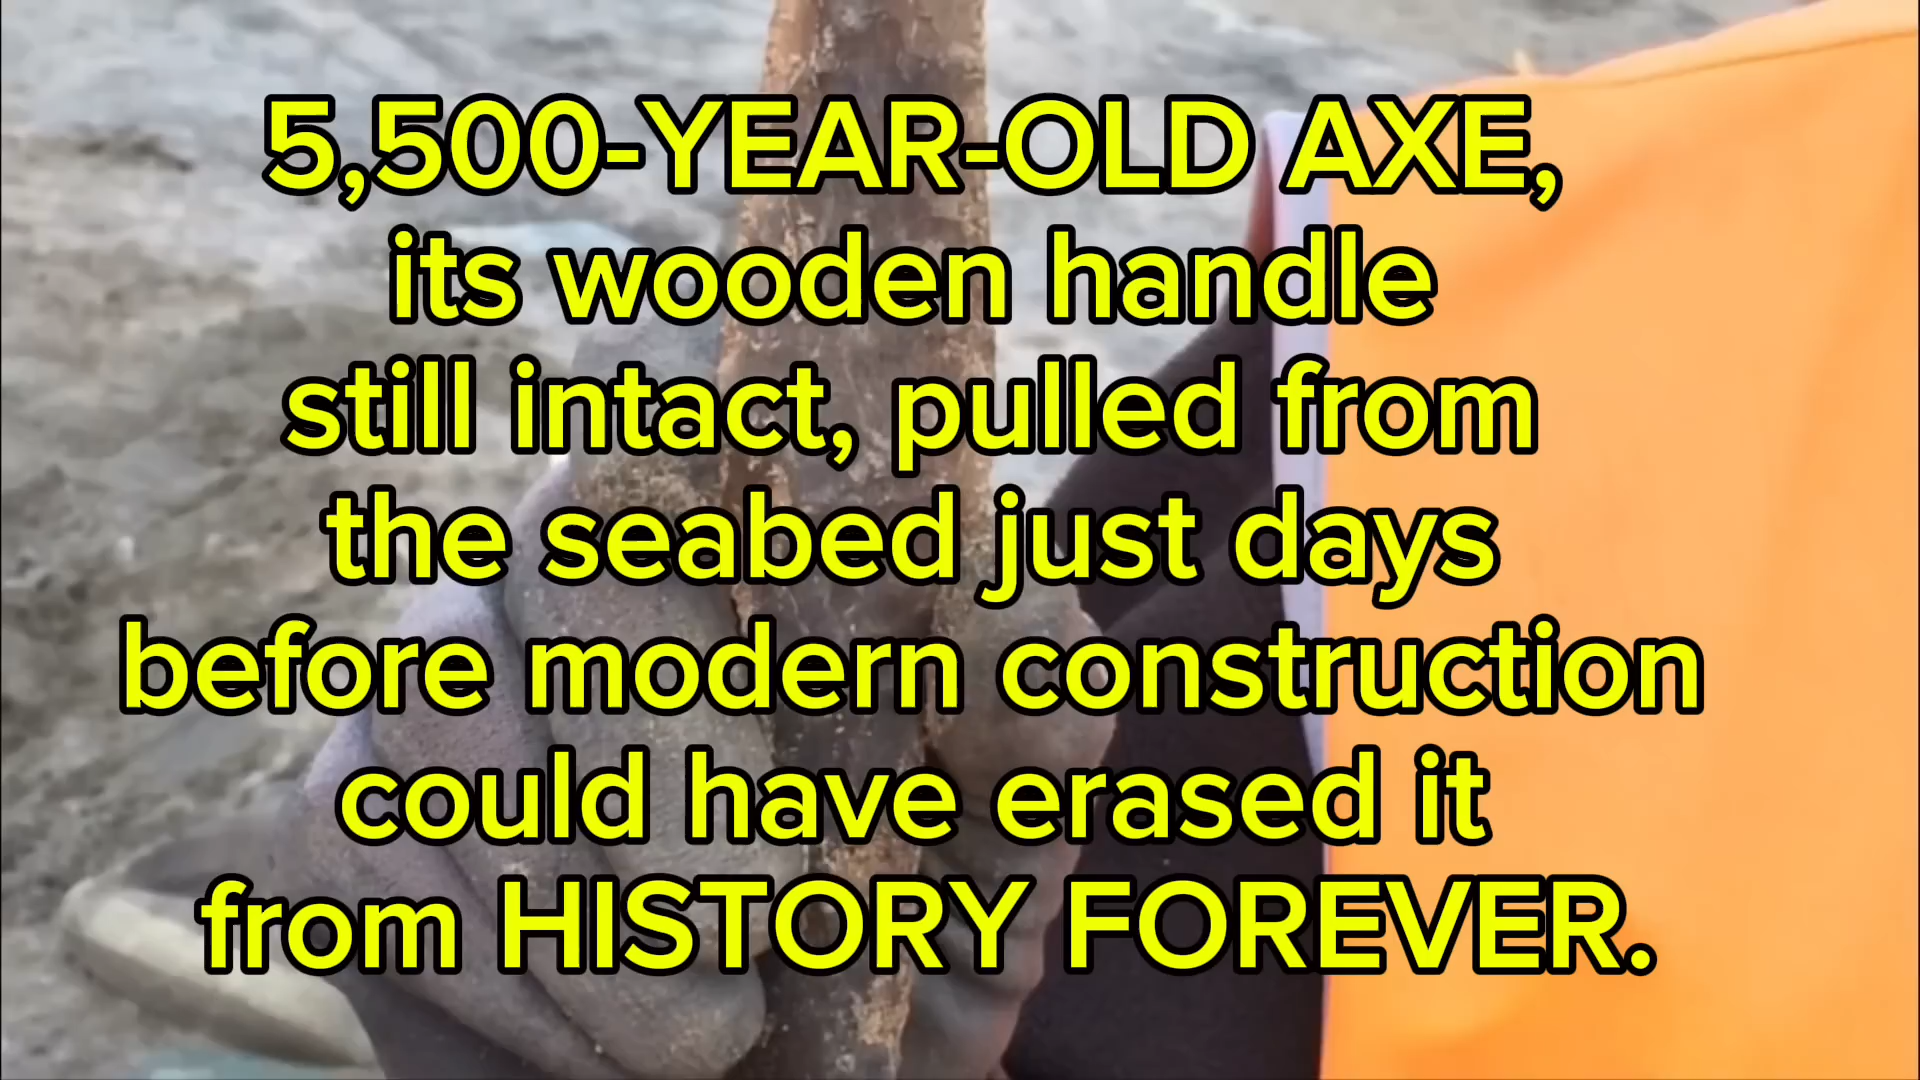 5,500-YEAR-OLD AXE,
its wooden handle
still intact, pulled from
the seabed just days
before modern construction
could have erased it
from HISTORY FOREVER.